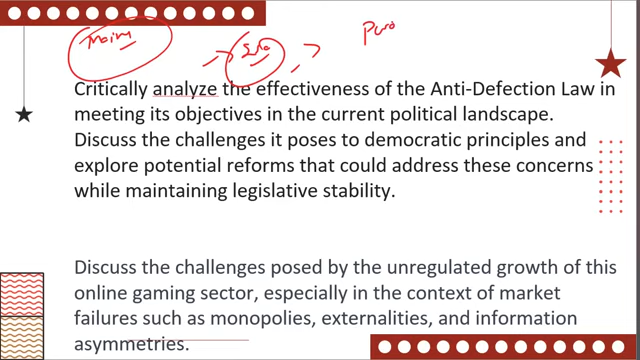 Critically analyze the effectiveness of the Anti-Defection Law in
meeting its objectives in the current political landscape.
Discuss the challenges it poses to democratic principles and
explore potential reforms that could address these concerns
while maintaining legislative stability.
Discuss the challenges posed by the unregulated growth of this
online gaming sector, especially in the context of market
failures such as monopolies, externalities, and information
asymmetries.